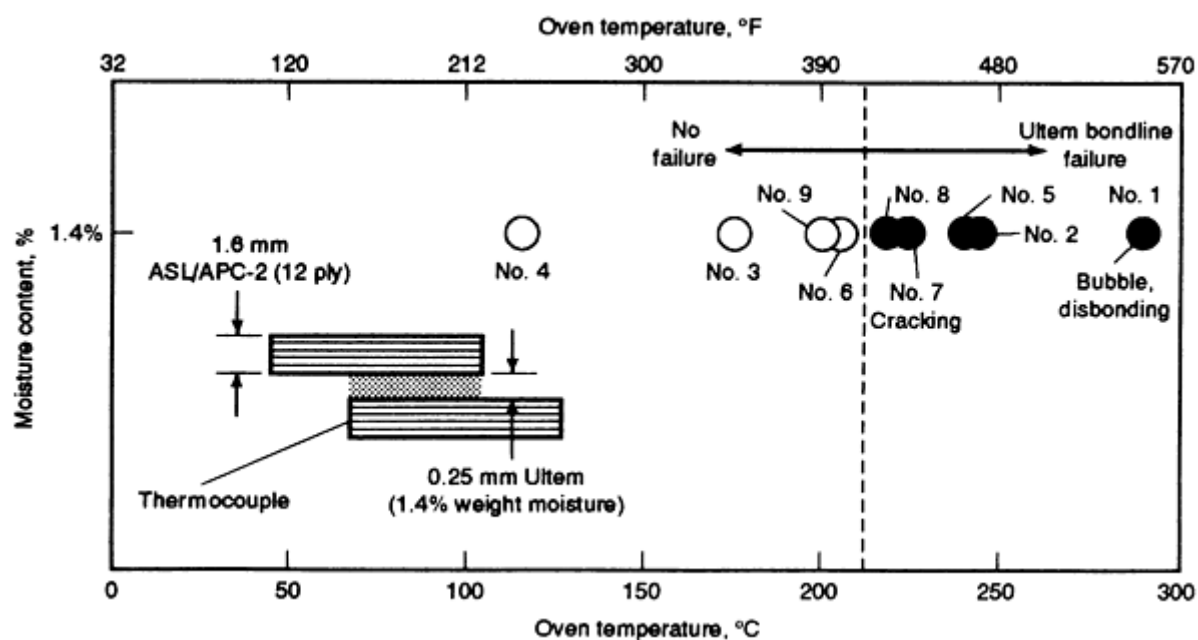 Oven temperature, °F
32 120 212 300 390 480 570
No failure
Ultem bondline failure
No. 9
No. 8
No. 5
No. 1
1.4%
No. 4
No. 3
No. 6
No. 7
Cracking
No. 2
Bubble, disbonding
1.6 mm
ASL/APC-2 (12 ply)
Moisture content, %
Thermocouple
0.25 mm Ultem
(1.4% weight moisture)
0 50 100 150 200 250 300
Oven temperature, °C